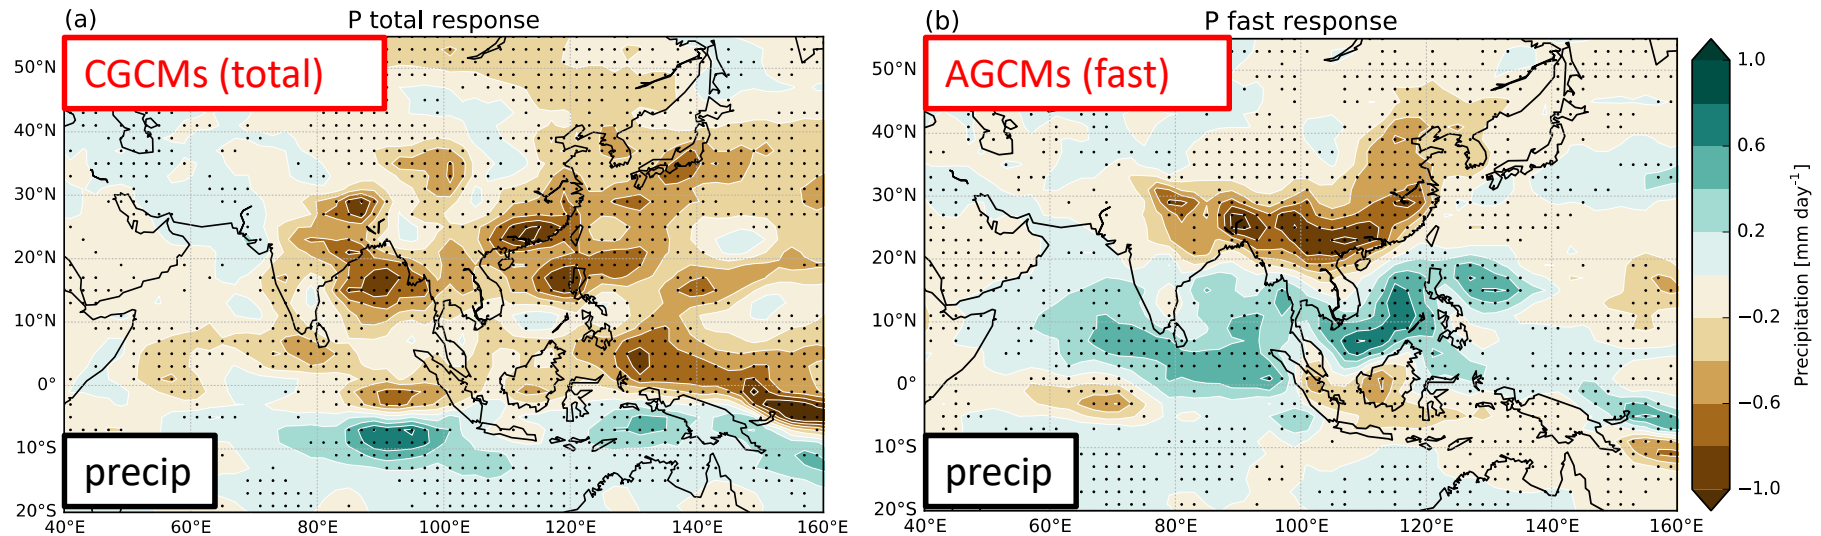 (a)
P total response
CGCMs (total)
precip
50°N
40°N
30°N
20°N
10°N
0°
10°S
20°S
40°E
60°E
80°E
100°E
120°E
140°E
160°E
(b)
P fast response
AGCMs (fast)
precip
50°N
40°N
30°N
20°N
10°N
0°
10°S
20°S
40°E
60°E
80°E
100°E
120°E
140°E
160°E
1.0
0.6
0.2
−0.2
−0.6
−1.0
Precipitation [mm day⁻¹]